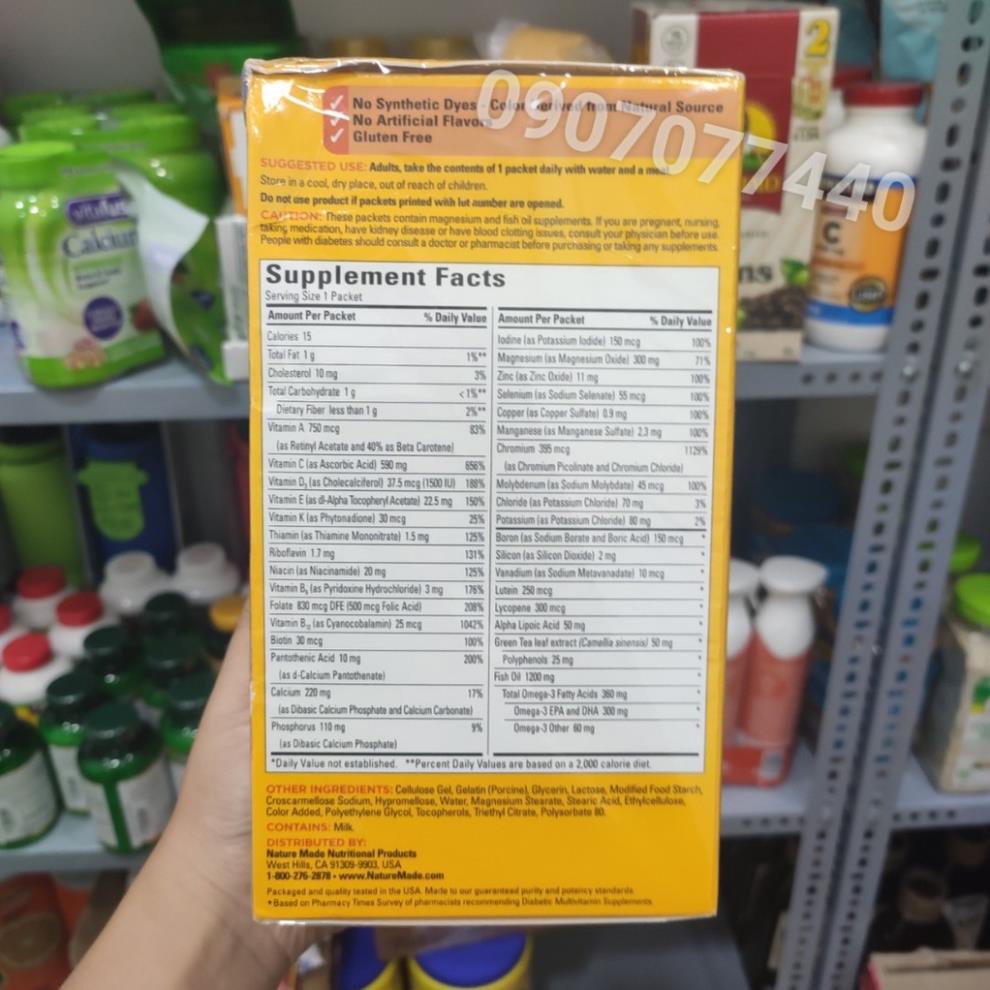 No Synthetic Dyes - Color Derived from Natural Source
No Artificial Flavors
Gluten Free
0907077440
SUGGESTED USE: Adults, take the contents of 1 packet daily with water and a meal.
Store in a cool, dry place, out of reach of children.
Do not use product if packets printed with lot number are opened.
CAUTION: These packets contain magnesium and fish oil supplements. If you are pregnant, nursing,
taking medication, have kidney disease or have blood clotting issues, consult your physician before use.
People with diabetes should consult a doctor or pharmacist before purchasing or taking any supplements.
Supplement Facts
Serving Size 1 Packet
Amount Per Packet % Daily Value
Calories 15
Total Fat 1 g 1%**
Cholesterol 10 mg 3%
Total Carbohydrate 1 g <1%**
Dietary Fiber less than 1 g 2%**
Vitamin A 750 mcg 83%
(as Retinyl Acetate and 40% as Beta Carotene)
Vitamin C (as Ascorbic Acid) 590 mg 656%
Vitamin D₃ (as Cholecalciferol) 37.5 mcg (1500 IU) 188%
Vitamin E (as dl-Alpha Tocopheryl Acetate) 22.5 mg 150%
Vitamin K (as Phytonadione) 30 mcg 25%
Thiamin (as Thiamine Mononitrate) 1.5 mg 125%
Riboflavin 1.7 mg 131%
Niacin (as Niacinamide) 20 mg 125%
Vitamin B₆ (as Pyridoxine Hydrochloride) 3 mg 176%
Folate 830 mcg DFE (500 mcg Folic Acid) 208%
Vitamin B₁₂ (as Cyanocobalamin) 25 mcg 1042%
Biotin 30 mcg 100%
Pantothenic Acid 10 mg 200%
(as d-Calcium Pantothenate)
Calcium 220 mg 17%
(as Dibasic Calcium Phosphate and Calcium Carbonate)
Phosphorus 110 mg 9%
(as Dibasic Calcium Phosphate)
Amount Per Packet % Daily Value
Iodine (as Potassium Iodide) 150 mcg 100%
Magnesium (as Magnesium Oxide) 300 mg 71%
Zinc (as Zinc Oxide) 11 mg 100%
Selenium (as Sodium Selenate) 55 mcg 100%
Copper (as Copper Sulfate) 0.9 mg 100%
Manganese (as Manganese Sulfate) 2.3 mg 100%
Chromium 395 mcg 1129%
(as Chromium Picolinate and Chromium Chloride)
Molybdenum (as Sodium Molybdate) 45 mcg 100%
Chloride (as Potassium Chloride) 70 mg 3%
Potassium (as Potassium Chloride) 80 mg 2%
Boron (as Sodium Borate and Boric Acid) 150 mcg *
Silicon (as Silicon Dioxide) 2 mg *
Vanadium (as Sodium Metavanadate) 10 mcg *
Lutein 250 mcg *
Lycopene 300 mcg *
Alpha Lipoic Acid 50 mg *
Green Tea leaf extract (Camellia sinensis) 50 mg *
Polyphenols 25 mg *
Fish Oil 1200 mg *
Total Omega-3 Fatty Acids 360 mg *
Omega-3 EPA and DHA 300 mg *
Omega-3 Other 60 mg *
*Daily Value not established. **Percent Daily Values are based on a 2,000 calorie diet.
OTHER INGREDIENTS: Cellulose Gel, Gelatin (Porcine), Glycerin, Lactose, Modified Food Starch,
Croscarmellose Sodium, Hypromellose, Water, Magnesium Stearate, Stearic Acid, Ethylcellulose,
Color Added, Polyethylene Glycol, Tocopherols, Triethyl Citrate, Polysorbate 80.
CONTAINS: Milk
DISTRIBUTED BY:
Nature Made Nutritional Products
West Hills, CA 91309-9903, USA
1-800-276-2878 • www.NatureMade.com
Packaged and quality tested in the USA. Made to our guaranteed purity and potency standards.
*Based on Pharmacy Times Survey of pharmacists recommending Diabetic Multivitamin Supplements.
vitafusion
Calcium
2
C